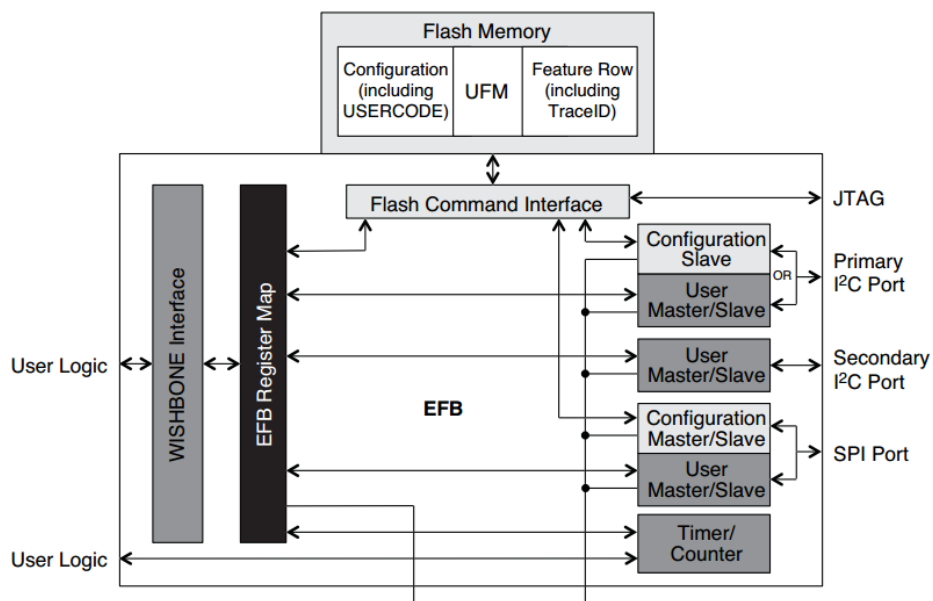 Flash Memory
Configuration
(including
USERCODE)
UFM
Feature Row
(including
TraceID)
Flash Command Interface
JTAG
WISHBONE Interface
EFB Register Map
Configuration
Slave
OR
Primary
I²C Port
User
Master/Slave
User Logic
User
Master/Slave
Secondary
I²C Port
EFB
Configuration
Master/Slave
SPI Port
User
Master/Slave
Timer/
Counter
User Logic